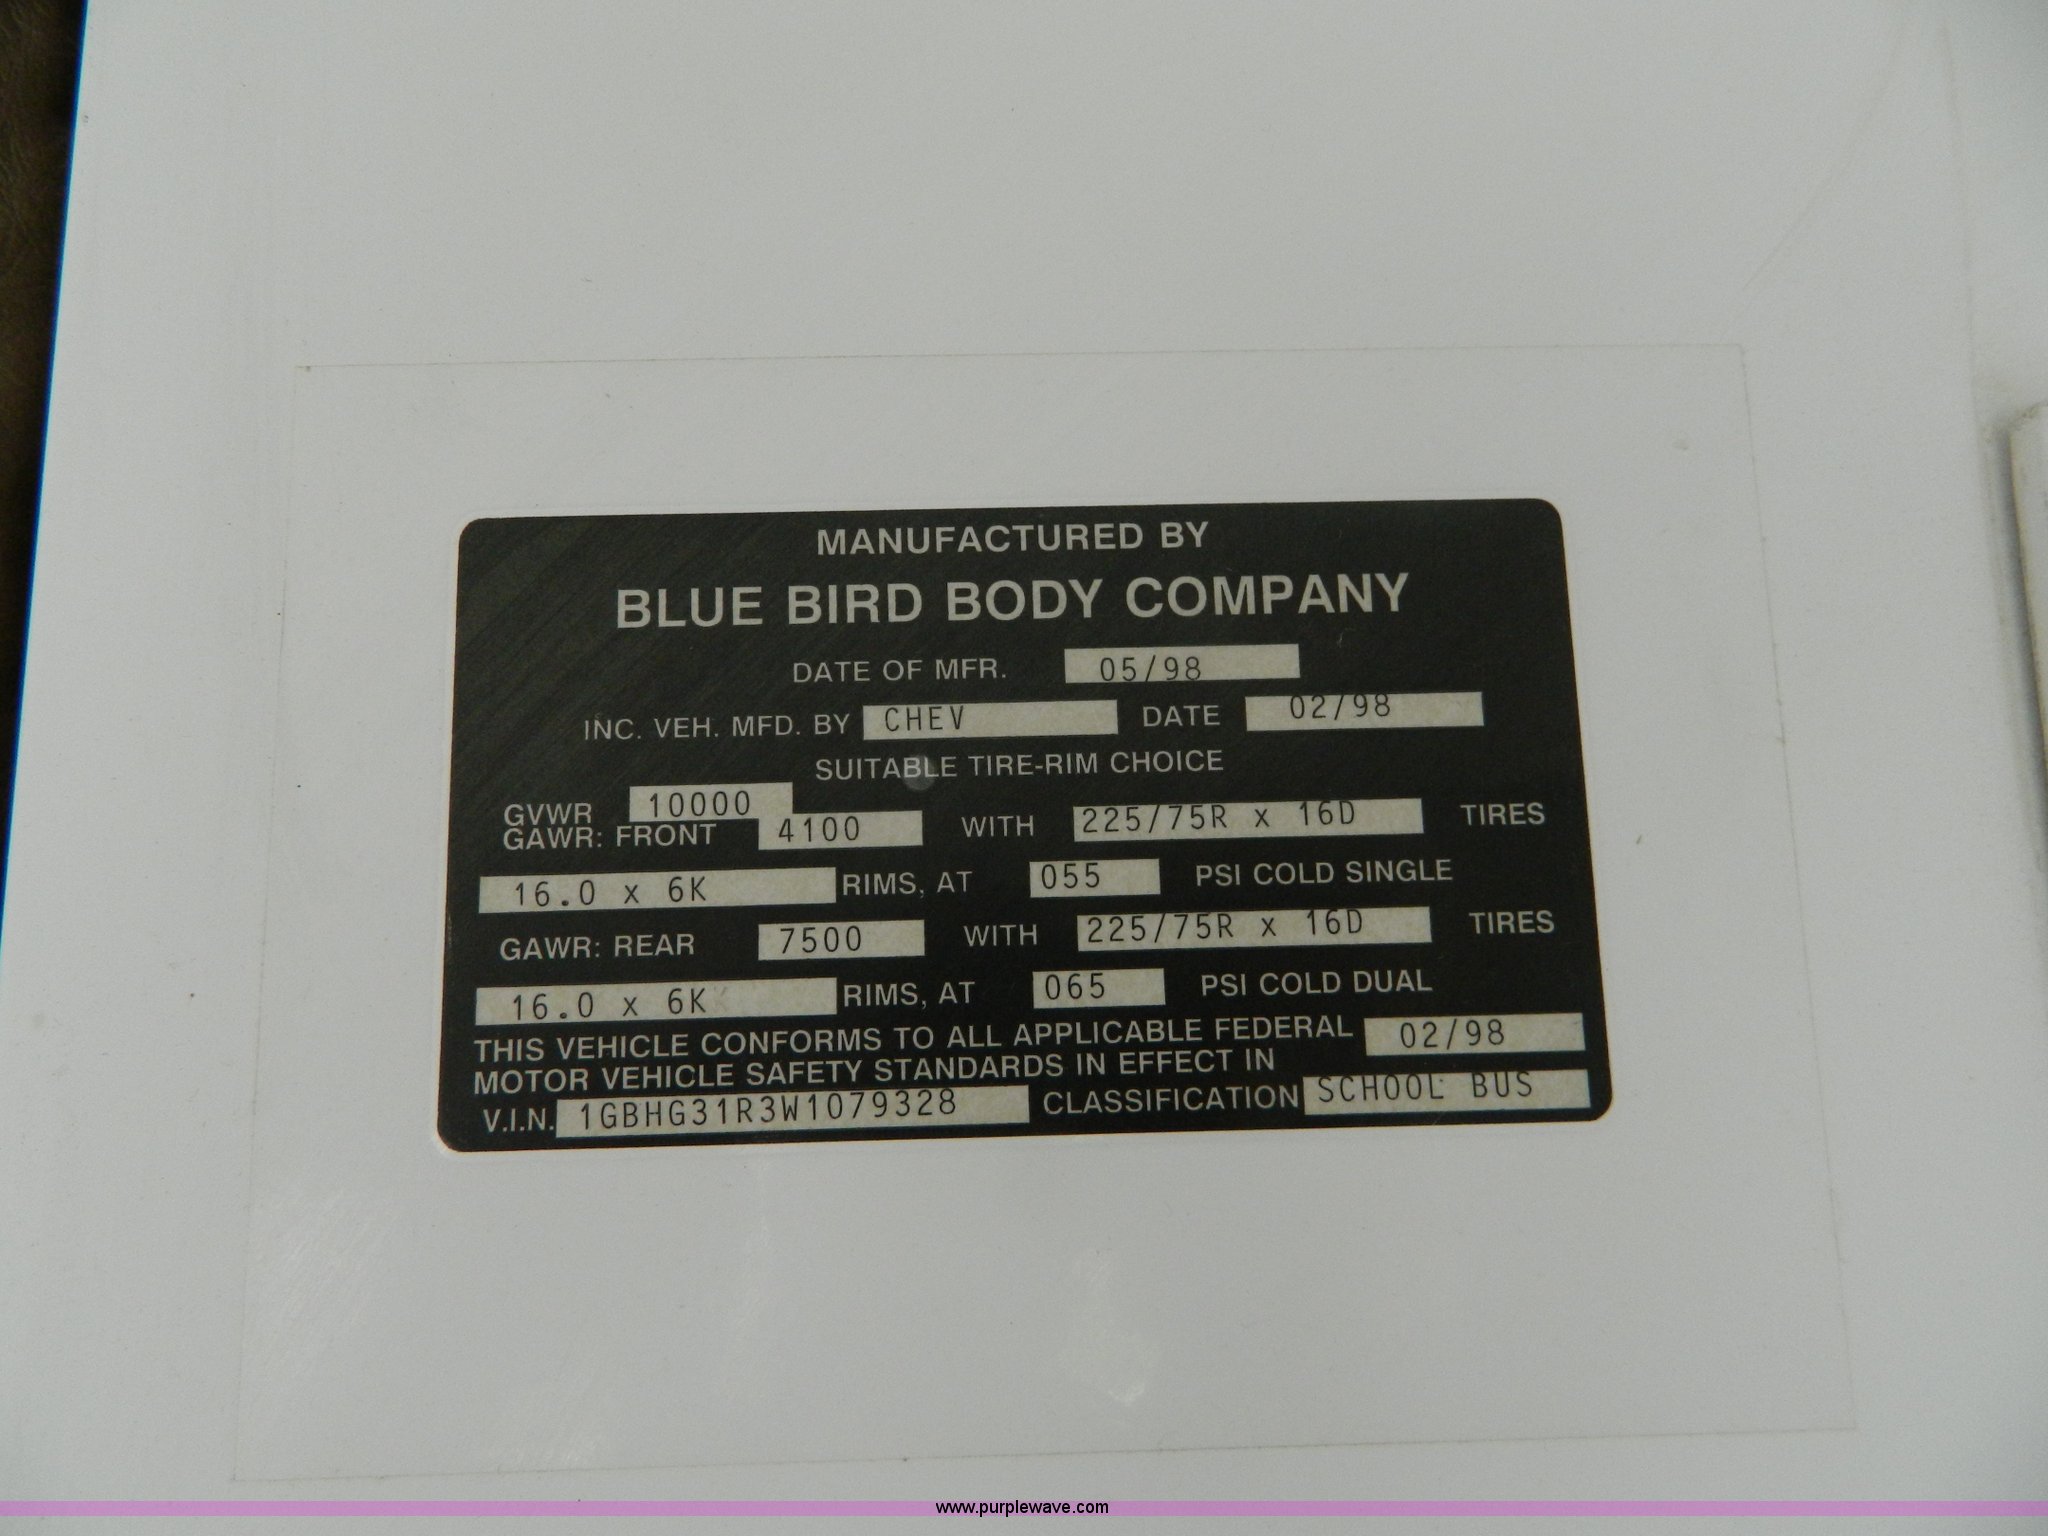 MANUFACTURED BY
BLUE BIRD BODY COMPANY
DATE OF MFR. 05/98
INC. VEH. MFD. BY CHEV DATE 02/98
SUITABLE TIRE-RIM CHOICE
GVWR 10000
GAWR: FRONT 4100 WITH 225/75R x 16D TIRES
16.0 x 6K RIMS, AT 055 PSI COLD SINGLE
GAWR: REAR 7500 WITH 225/75R x 16D TIRES
16.0 x 6K RIMS, AT 065 PSI COLD DUAL
THIS VEHICLE CONFORMS TO ALL APPLICABLE FEDERAL
MOTOR VEHICLE SAFETY STANDARDS IN EFFECT IN 02/98
V.I.N. 1GBHG31R3W1079328 CLASSIFICATION SCHOOL BUS
www.purplewave.com